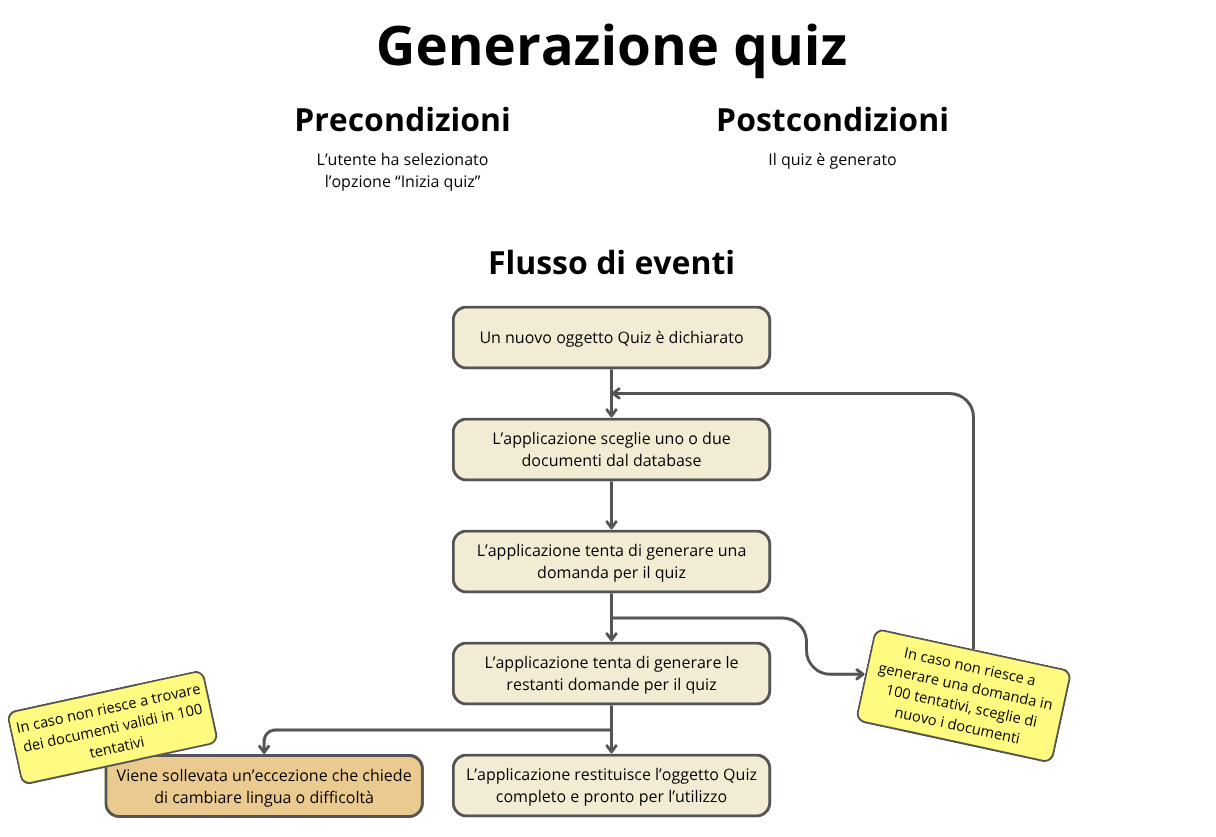 Generazione quiz
Precondizioni
L’utente ha selezionato
l’opzione “Inizia quiz”
Postcondizioni
Il quiz è generato
Flusso di eventi
Un nuovo oggetto Quiz è dichiarato
L’applicazione sceglie uno o due
documenti dal database
L’applicazione tenta di generare una
domanda per il quiz
L’applicazione tenta di generare le
restanti domande per il quiz
In caso non riesce a
generare una domanda in
100 tentativi, sceglie di
nuovo i documenti
In caso non riesce a trovare
dei documenti validi in 100
tentativi
Viene sollevata un’eccezione che chiede
di cambiare lingua o difficoltà
L’applicazione restituisce l’oggetto Quiz
completo e pronto per l’utilizzo